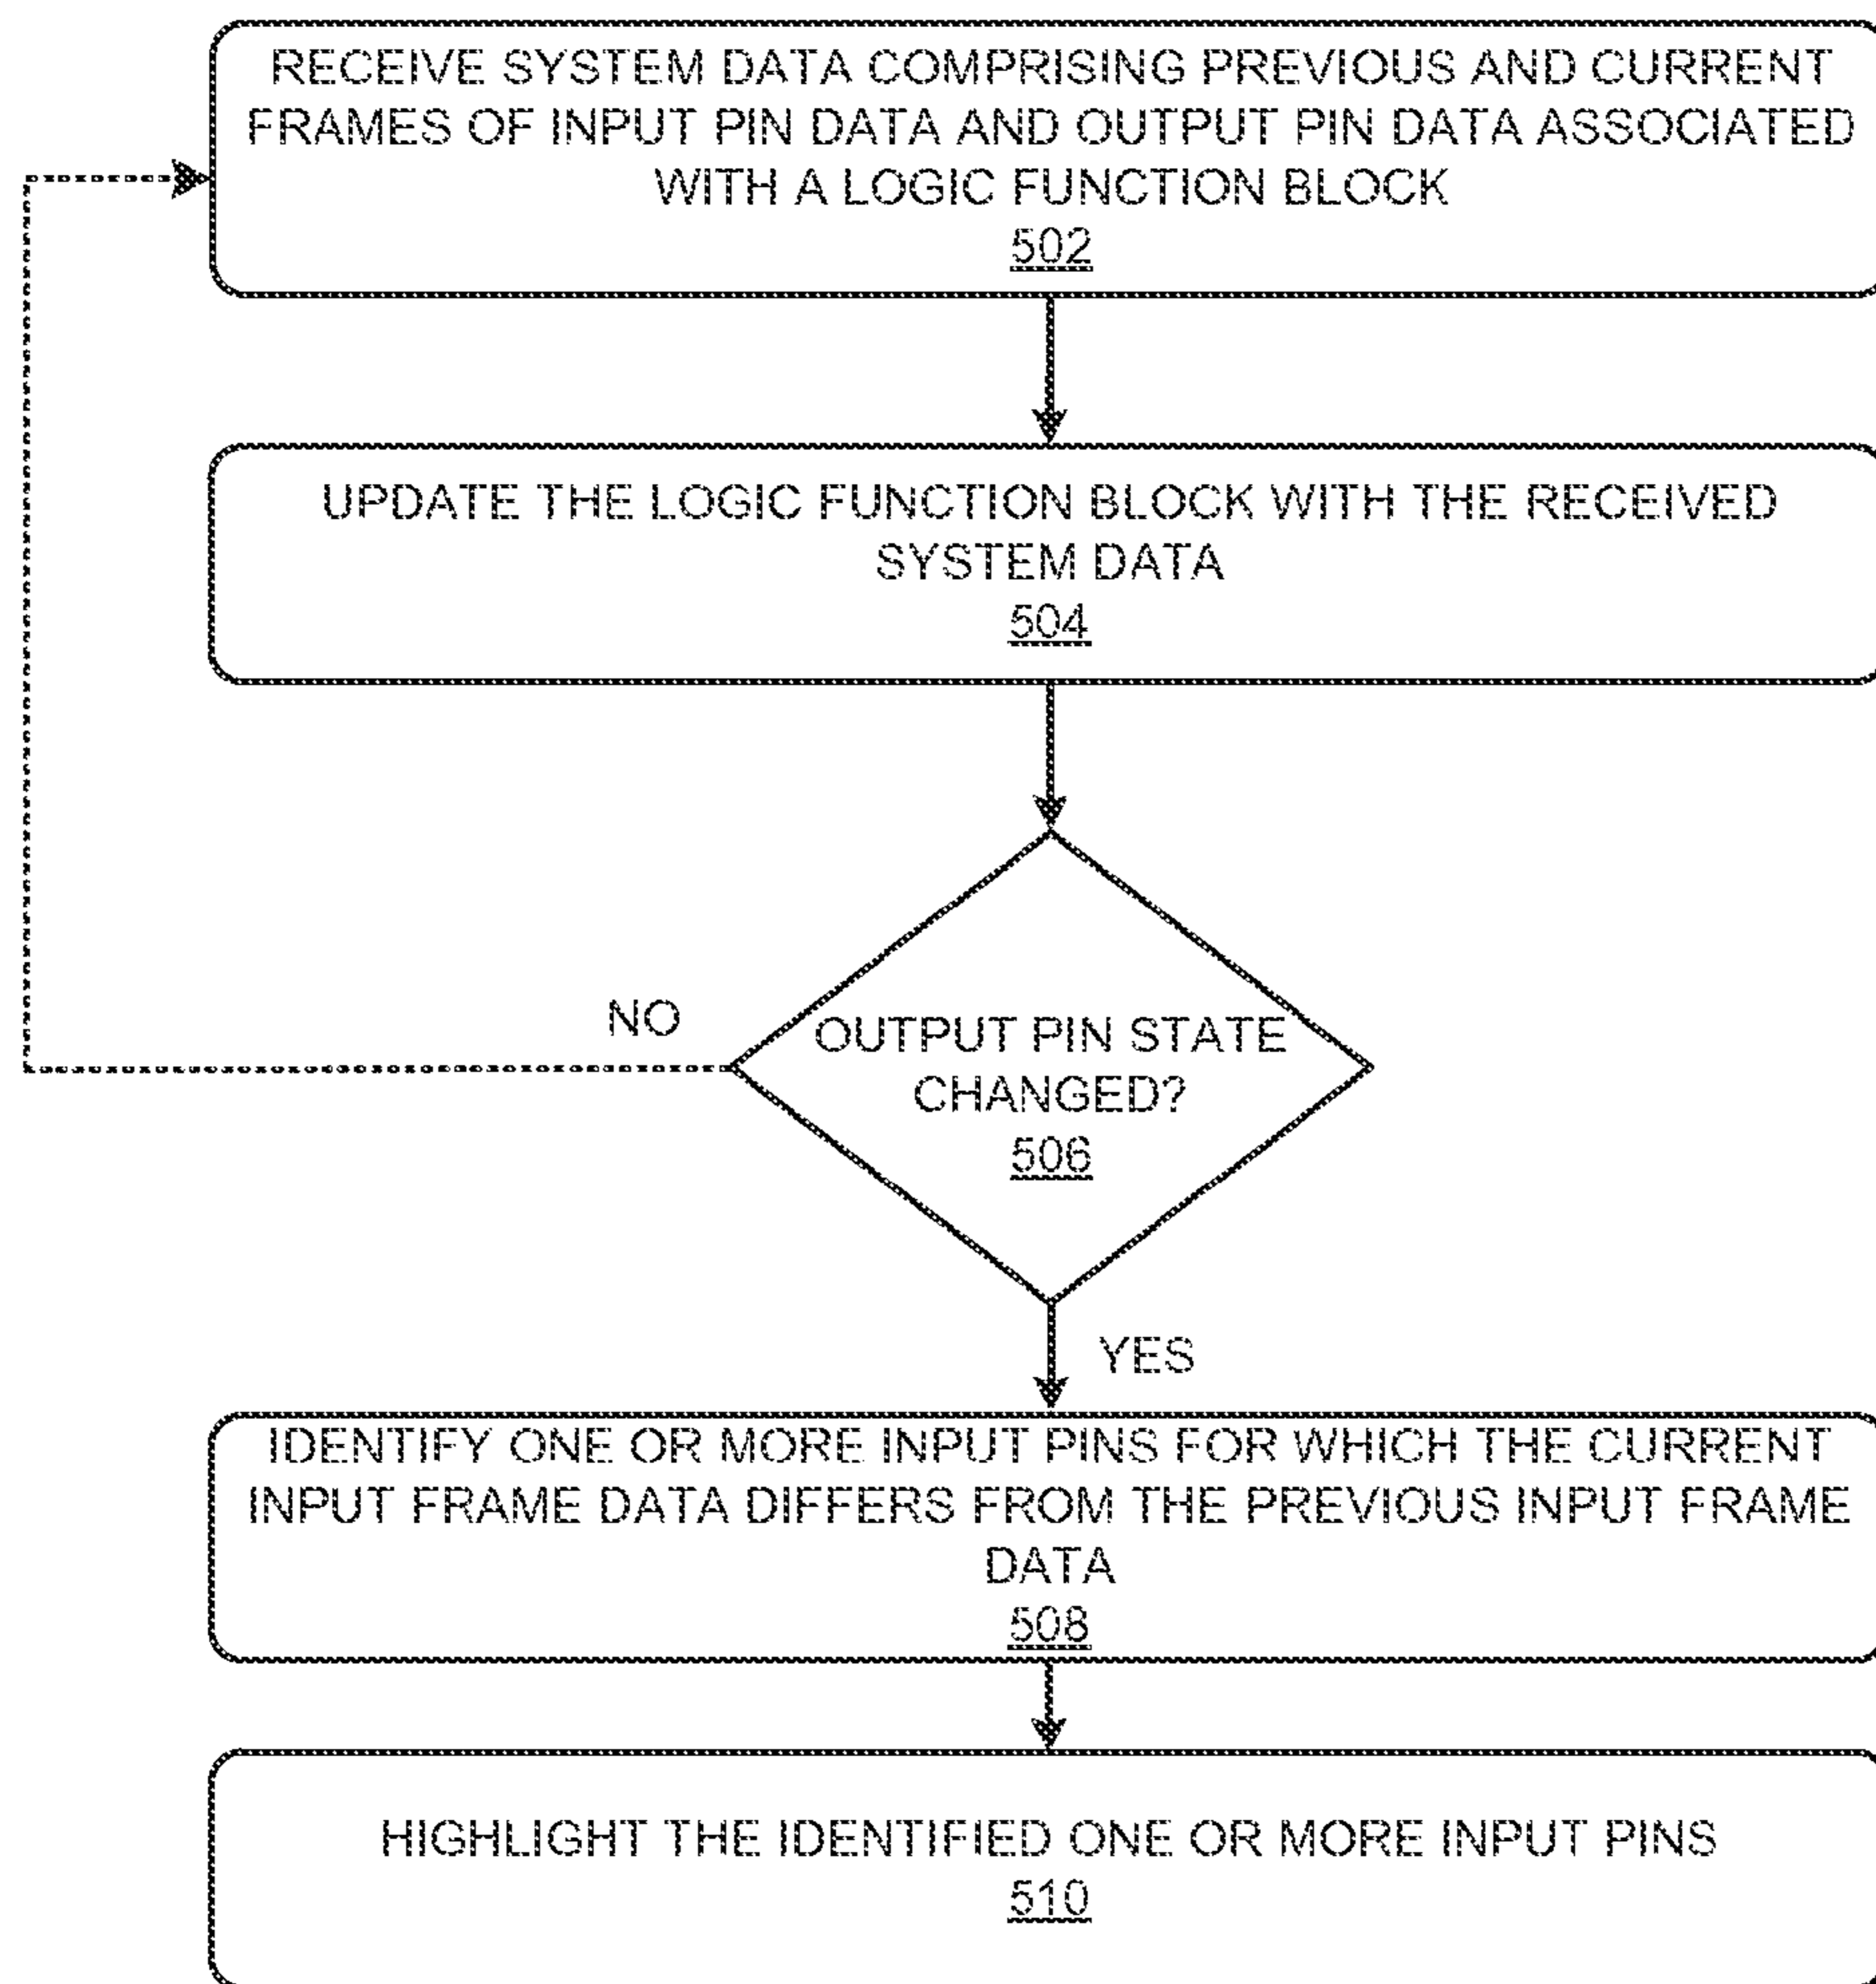 RECEIVE SYSTEM DATA COMPRISING PREVIOUS AND CURRENT
FRAMES OF INPUT PIN DATA AND OUTPUT PIN DATA ASSOCIATED
WITH A LOGIC FUNCTION BLOCK
502
UPDATE THE LOGIC FUNCTION BLOCK WITH THE RECEIVED
SYSTEM DATA
504
NO
OUTPUT PIN STATE
CHANGED?
506
YES
IDENTIFY ONE OR MORE INPUT PINS FOR WHICH THE CURRENT
INPUT FRAME DATA DIFFERS FROM THE PREVIOUS INPUT FRAME
DATA
508
HIGHLIGHT THE IDENTIFIED ONE OR MORE INPUT PINS
510